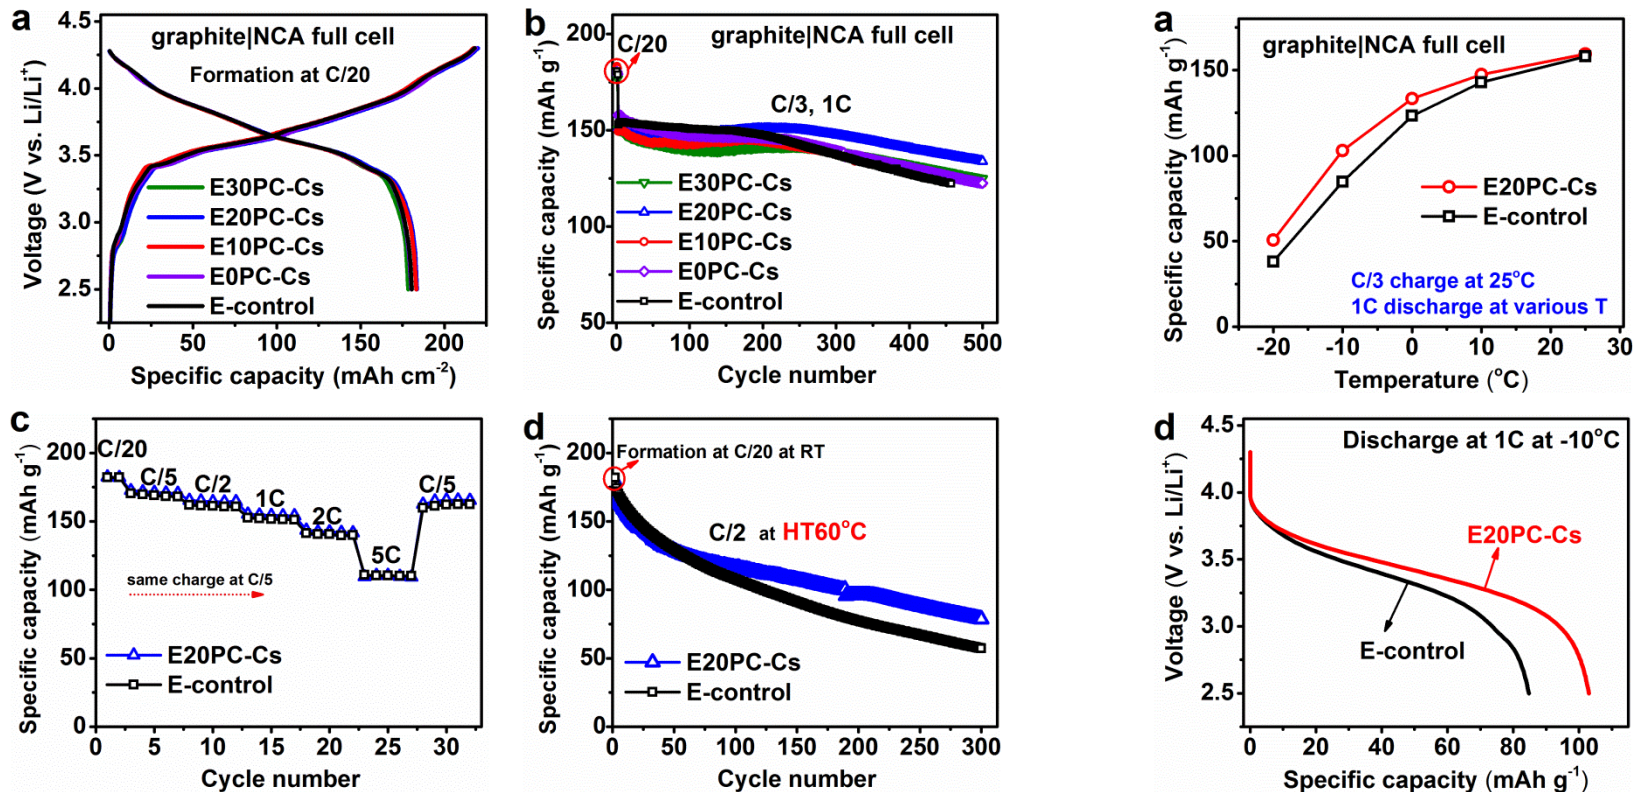 a
graphite|NCA full cell
Formation at C/20
4.5
4.0
3.5
3.0
2.5
Voltage (V vs. Li/Li⁺)
E30PC-Cs
E20PC-Cs
E10PC-Cs
E0PC-Cs
E-control
0
50
100
150
200
Specific capacity (mAh cm⁻²)
b
C/20
graphite|NCA full cell
C/3, 1C
200
150
100
50
Specific capacity (mAh g⁻¹)
E30PC-Cs
E20PC-Cs
E10PC-Cs
E0PC-Cs
E-control
0
100
200
300
400
500
Cycle number
a
graphite|NCA full cell
150
100
50
0
Specific capacity (mAh g⁻¹)
E20PC-Cs
E-control
C/3 charge at 25°C
1C discharge at various T
-20
-10
0
10
20
30
Temperature (°C)
c
C/20
C/5
C/2
1C
2C
5C
C/5
same charge at C/5
200
150
100
50
0
Specific capacity (mAh g⁻¹)
E20PC-Cs
E-control
0
5
10
15
20
25
30
Cycle number
d
Formation at C/20 at RT
C/2 at HT60°C
200
150
100
50
0
Specific capacity (mAh g⁻¹)
E20PC-Cs
E-control
0
50
100
150
200
250
300
Cycle number
d
Discharge at 1C at -10°C
4.5
4.0
3.5
3.0
2.5
Voltage (V vs. Li/Li⁺)
E20PC-Cs
E-control
0
20
40
60
80
100
Specific capacity (mAh g⁻¹)